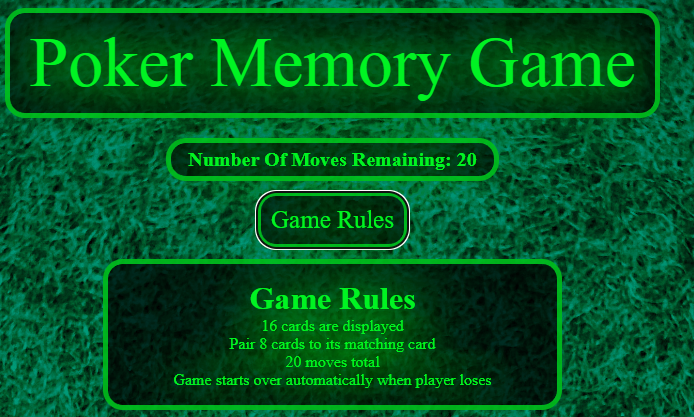 Poker Memory Game
Number Of Moves Remaining: 20
Game Rules
Game Rules
16 cards are displayed
Pair 8 cards to its matching card
20 moves total
Game starts over automatically when player loses